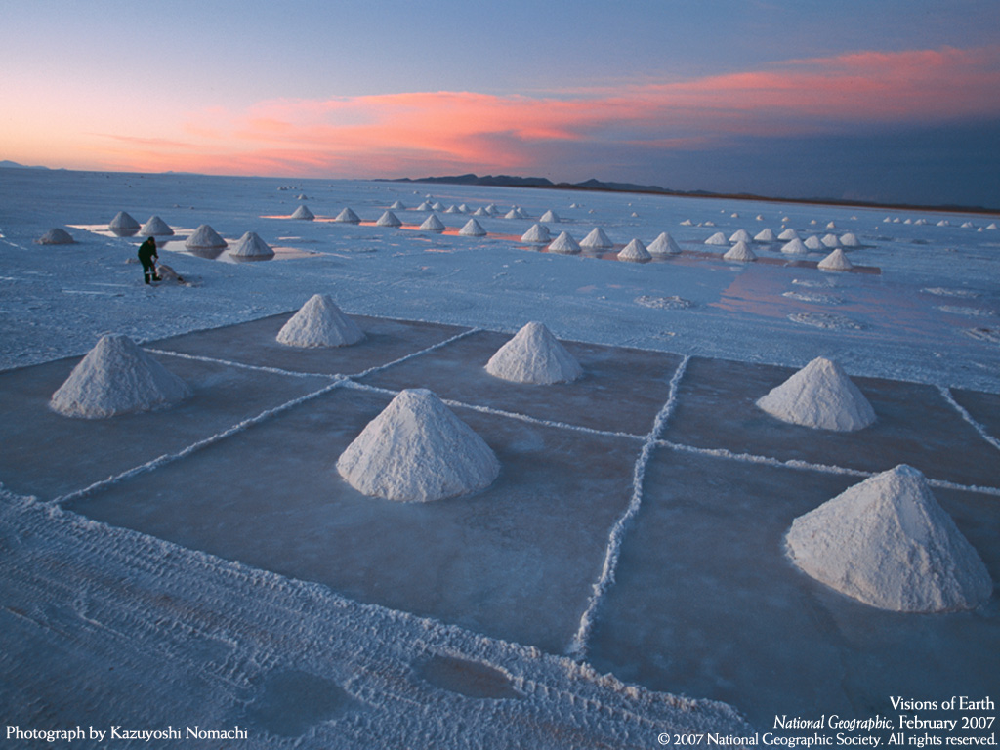 Photograph by Kazuyoshi Nomachi
Visions of Earth
National Geographic, February 2007
© 2007 National Geographic Society. All rights reserved.